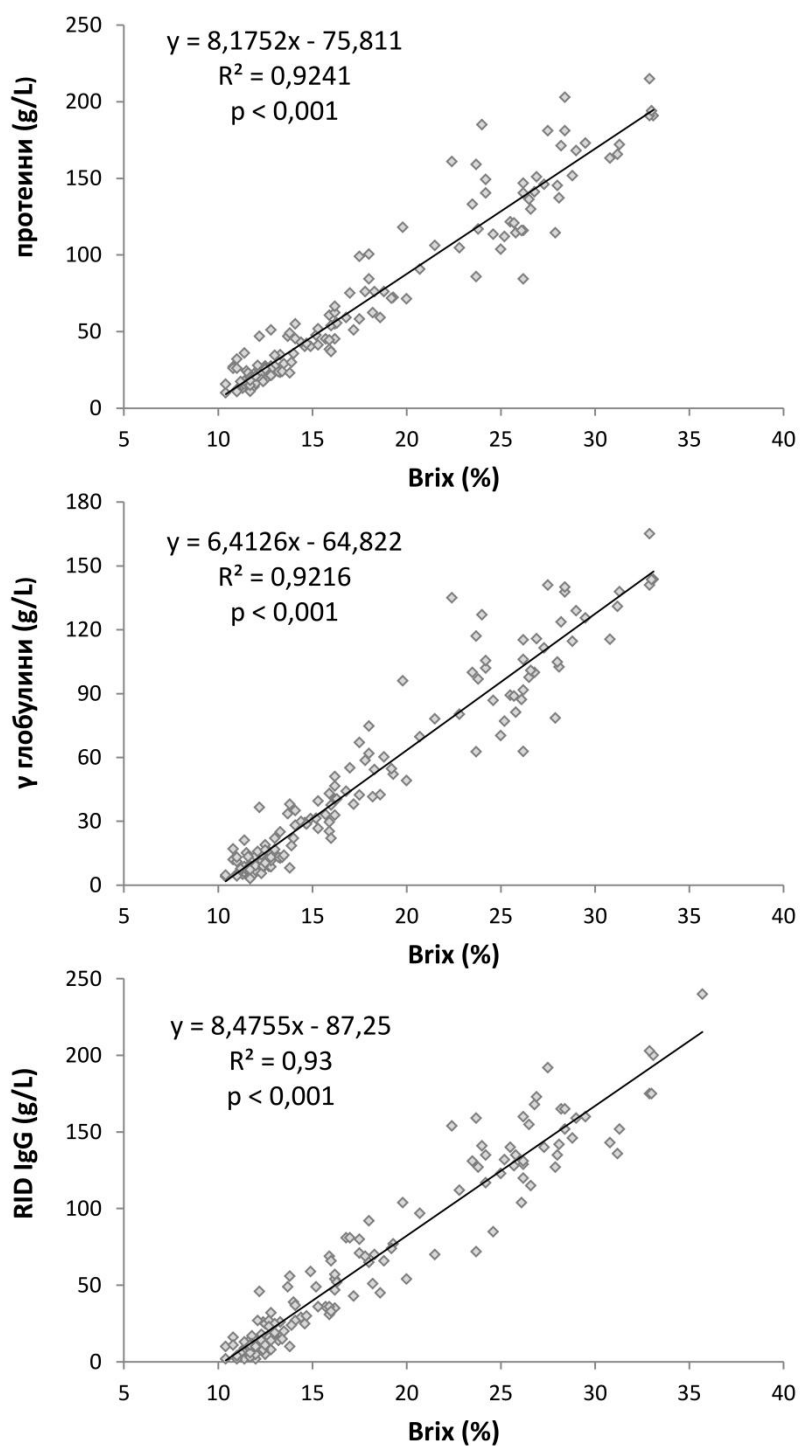 250
200
150
100
50
0
протеини (g/L)
y = 8,1752x - 75,811
R² = 0,9241
p < 0,001
5 10 15 20 25 30 35 40
Brix (%)
180
150
120
90
60
30
0
γ глобулини (g/L)
y = 6,4126x - 64,822
R² = 0,9216
p < 0,001
5 10 15 20 25 30 35 40
Brix (%)
250
200
150
100
50
0
RID IgG (g/L)
y = 8,4755x - 87,25
R² = 0,93
p < 0,001
5 10 15 20 25 30 35 40
Brix (%)